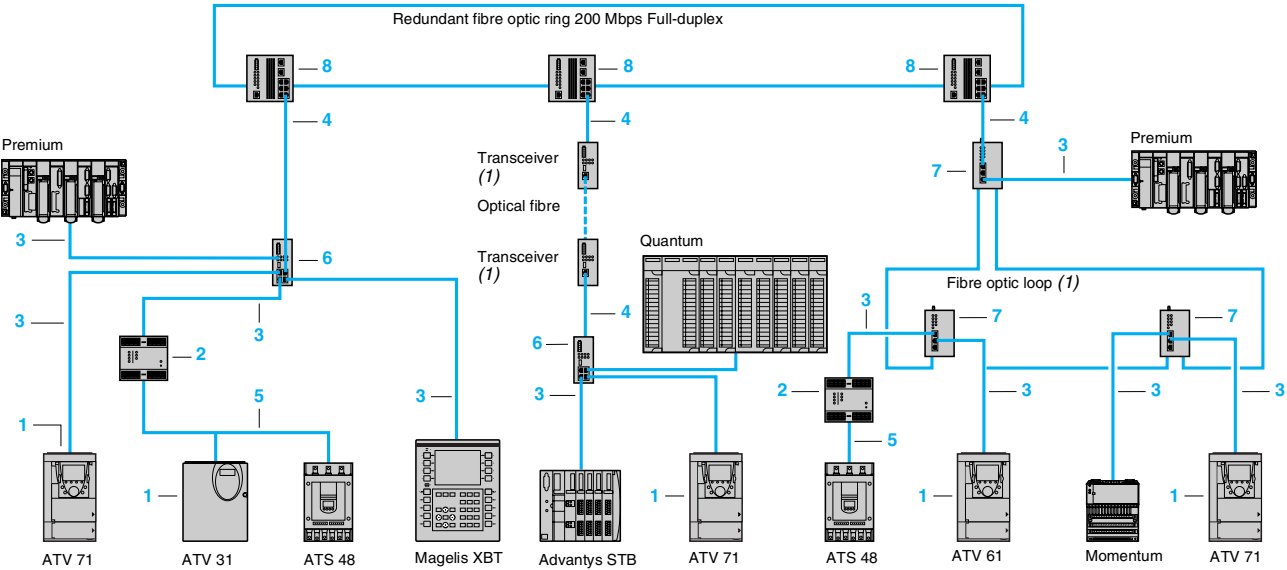 Redundant fibre optic ring 200 Mbps Full-duplex
8
8
8
4
4
4
Premium
Transceiver
(1)
7
3
Premium
Optical fibre
3
6
Transceiver
(1)
Quantum
Fibre optic loop (1)
3
3
4
3
7
7
2
6
5
3
3
2
3
3
3
1
5
1
1
1
1
ATV 71
ATV 31
ATS 48
Magelis XBT
Advantys STB
ATV 71
ATS 48
ATV 61
Momentum
ATV 71